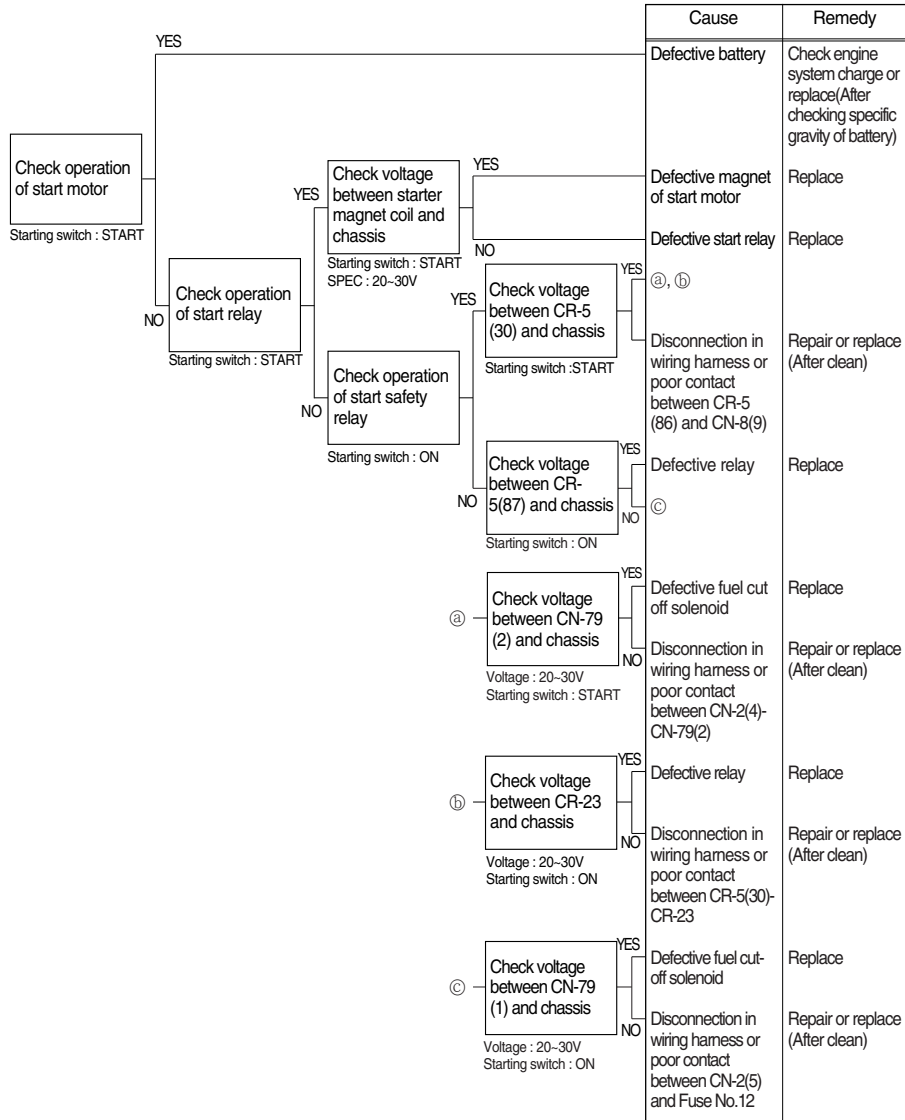 Cause Remedy
YES
Defective battery
Check engine
system charge or
replace(After
checking specific
gravity of battery)
Check operation
of start motor
Starting switch : START
NO
Check operation
of start relay
Starting switch : START
YES
Check voltage
between starter
magnet coil and
chassis
Starting switch : START
SPEC : 20~30V
YES
Defective magnet
of start motor
Replace
NO
Defective start relay
Replace
NO
Check operation
of start safety
relay
Starting switch : ON
YES
Check voltage
between CR-5
(30) and chassis
Starting switch :START
YES
ⓐ, ⓑ
Disconnection in
wiring harness or
poor contact
between CR-5
(86) and CN-8(9)
Repair or replace
(After clean)
NO
Check voltage
between CR-
5(87) and chassis
Starting switch : ON
YES
Defective relay
Replace
NO
ⓒ
ⓐ
Check voltage
between CN-79
(2) and chassis
Voltage : 20~30V
Starting switch : START
YES
Defective fuel cut
off solenoid
Replace
NO
Disconnection in
wiring harness or
poor contact
between CN-2(4)-
CN-79(2)
Repair or replace
(After clean)
ⓑ
Check voltage
between CR-23
and chassis
Voltage : 20~30V
Starting switch : ON
YES
Defective relay
Replace
NO
Disconnection in
wiring harness or
poor contact
between CR-5(30)-
CR-23
Repair or replace
(After clean)
ⓒ
Check voltage
between CN-79
(1) and chassis
Voltage : 20~30V
Starting switch : ON
YES
Defective fuel cut-
off solenoid
Replace
NO
Disconnection in
wiring harness or
poor contact
between CN-2(5)
and Fuse No.12
Repair or replace
(After clean)